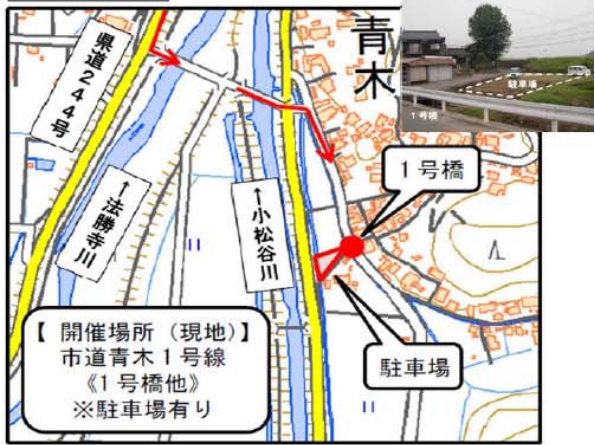 県道244号
青木
駐車場
1号橋
1号橋
↑法勝寺川
↑小松谷川
駐車場
【 開催場所（現地）】
市道青木1号線
《1号橋他》
※駐車場有り